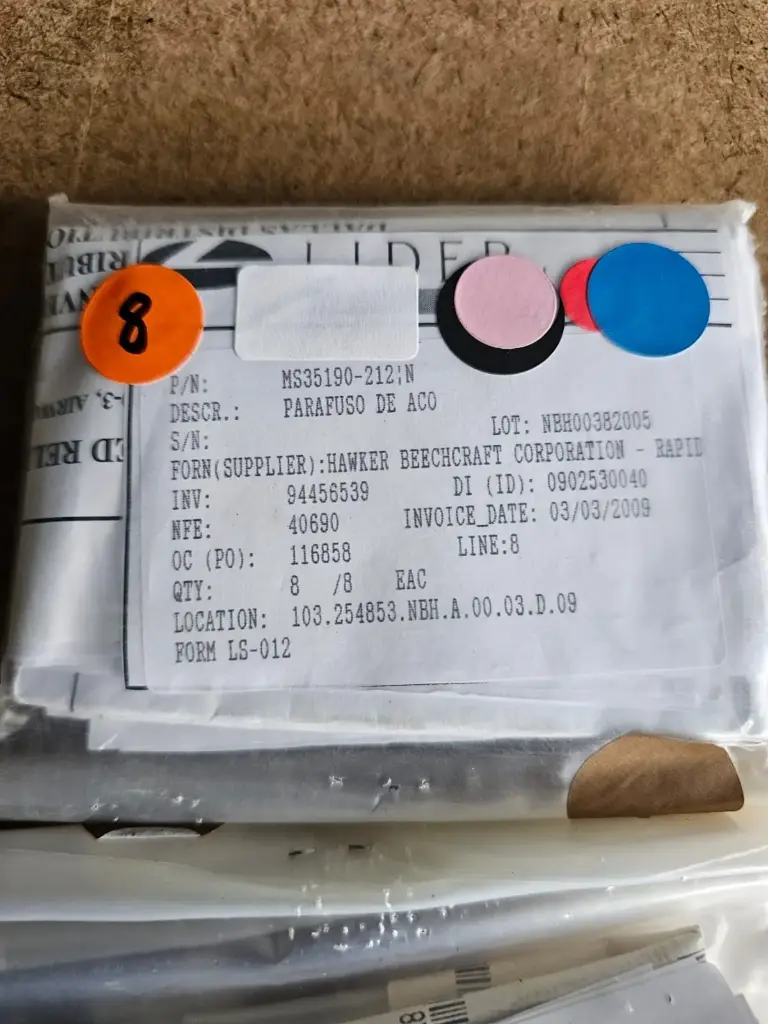 LIDER
8
P/N: MS35190-212¦N
DESCR.: PARAFUSO DE ACO
S/N: LOT: NBH00382005
FORN(SUPPLIER):HAWKER BEECHCRAFT CORPORATION - RAPID
INV: 94456539 DI (ID): 0902530040
NFE: 40690 INVOICE_DATE: 03/03/2009
OC (PO): 116858 LINE:8
QTY: 8 /8 EAC
LOCATION: 103.254853.NBH.A.00.03.D.09
FORM LS-012